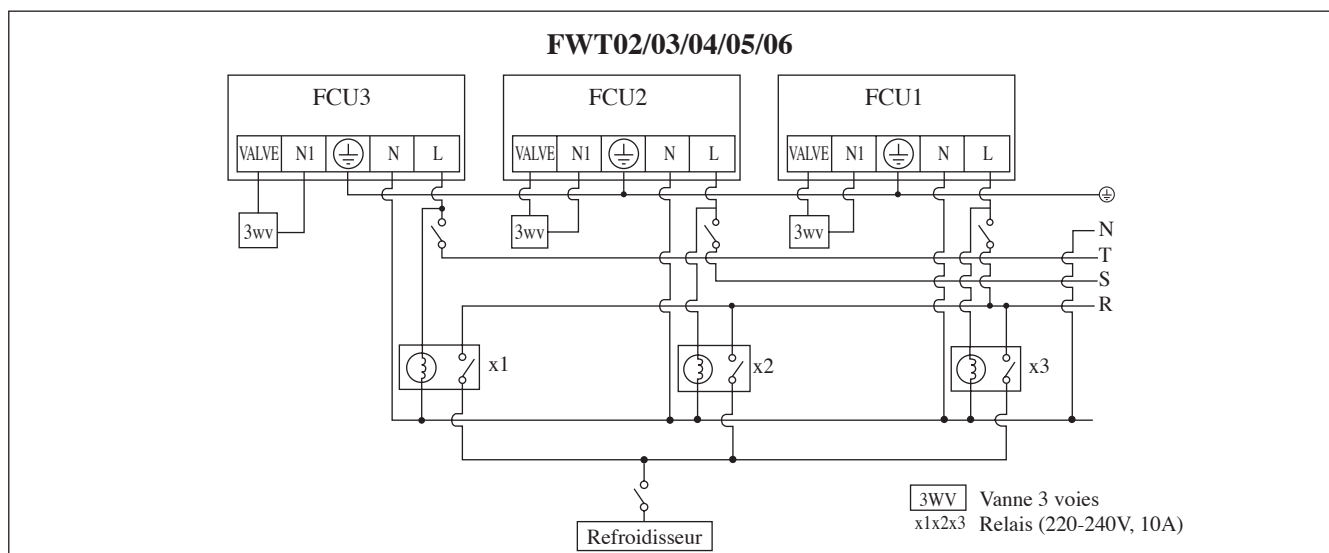 FWT02/03/04/05/06
FCU3 FCU2 FCU1
VALVE N1 N L VALVE N1 N L VALVE N1 N L
3wv 3wv 3wv
N
T
S
R
x1 x2 x3
3WV Vanne 3 voies
x1x2x3 Relais (220-240V, 10A)
Refroidisseur